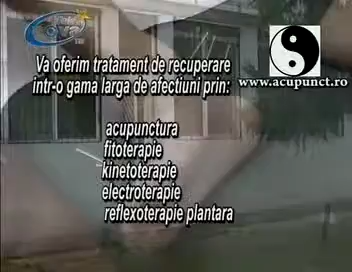 Va oferim tratament de recuperare
intr-o gama larga de afectiuni prin:
www.acupunct.ro
acupunctura
fitoterapie
kinetoterapie
electroterapie
reflexoterapie plantara